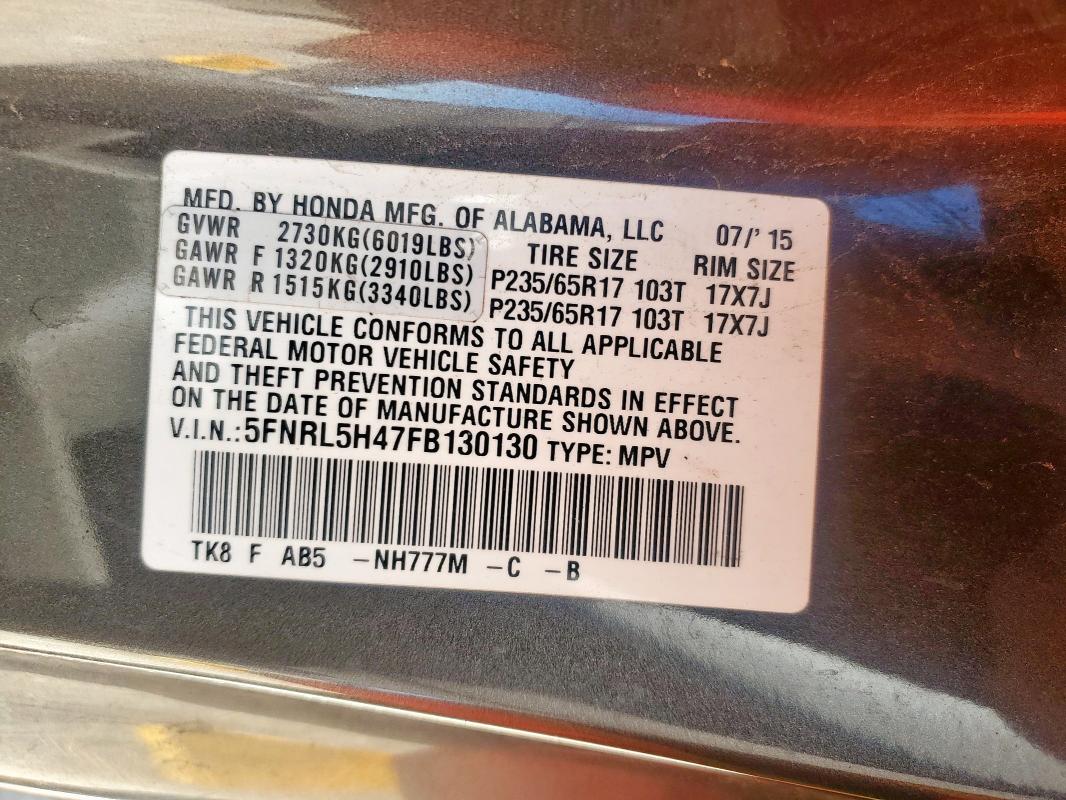 MFD. BY HONDA MFG. OF ALABAMA, LLC 07/'15
GVWR 2730KG(6019LBS) TIRE SIZE RIM SIZE
GAWR F 1320KG(2910LBS) P235/65R17 103T 17X7J
GAWR R 1515KG(3340LBS) P235/65R17 103T 17X7J
THIS VEHICLE CONFORMS TO ALL APPLICABLE
FEDERAL MOTOR VEHICLE SAFETY
AND THEFT PREVENTION STANDARDS IN EFFECT
ON THE DATE OF MANUFACTURE SHOWN ABOVE.
V.I.N.: 5FNRL5H47FB130130 TYPE: MPV
TK8 F AB5 -NH777M -C -B